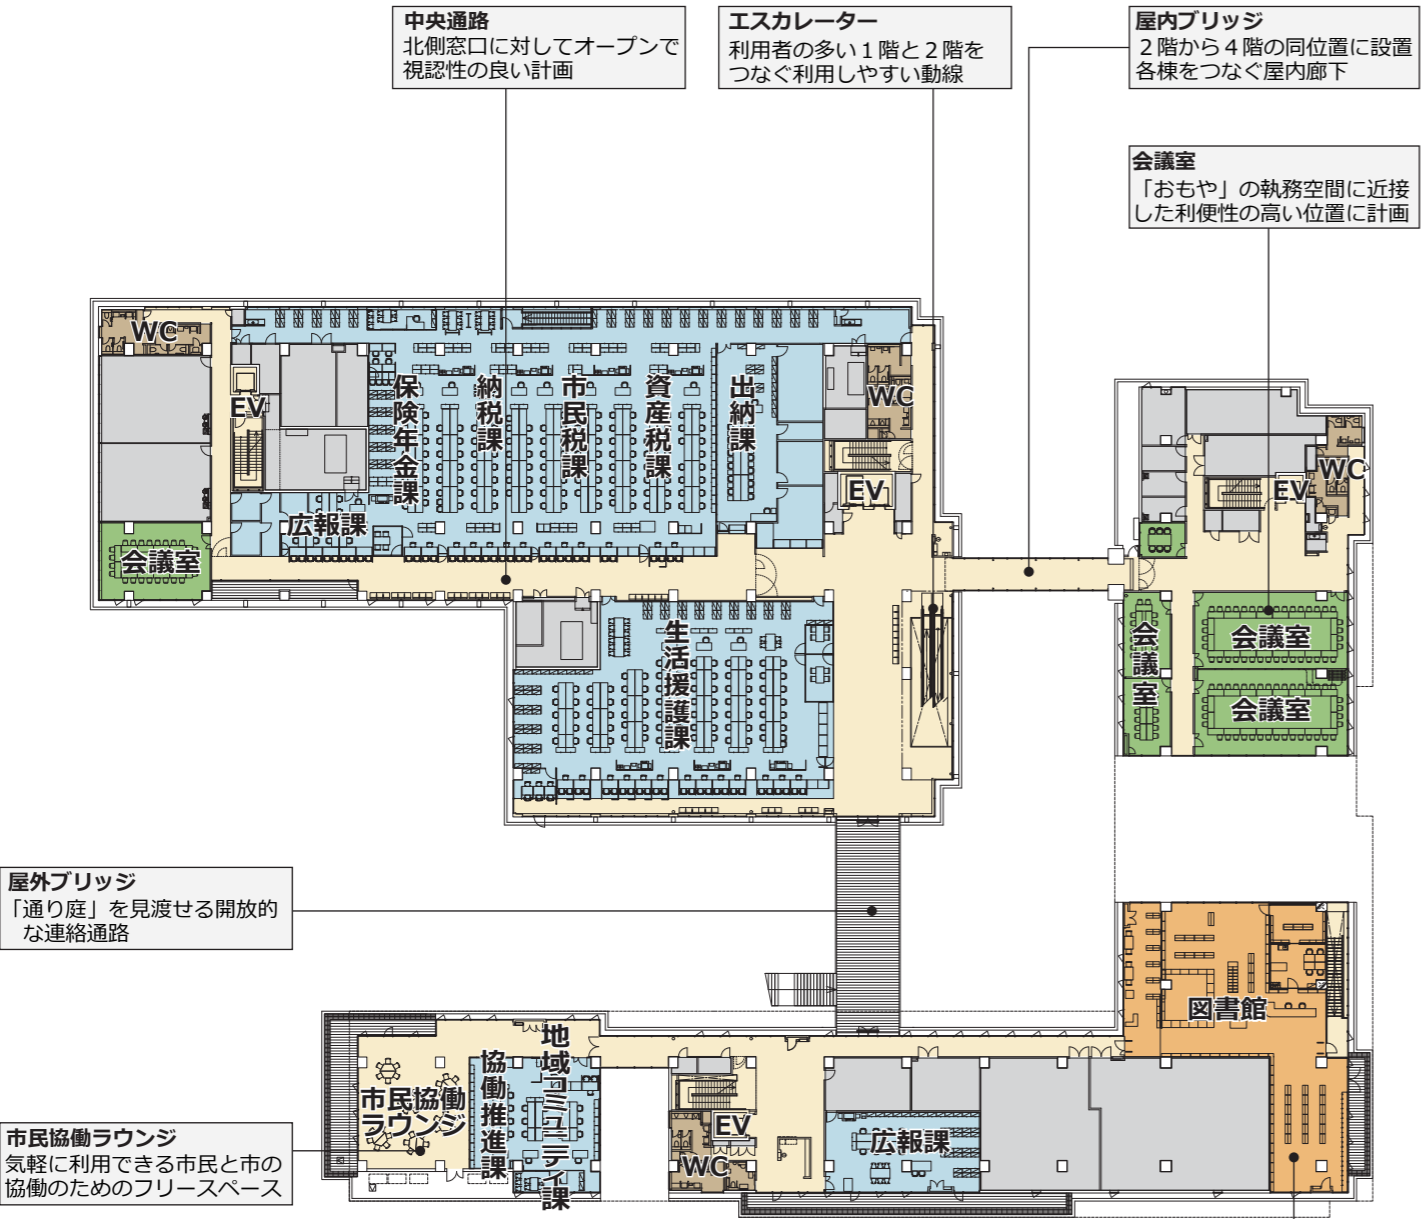 中央通路
北側窓口に対してオープンで
視認性の良い計画
エスカレーター
利用者の多い１階と２階を
つなぐ利用しやすい動線
屋内ブリッジ
２階から４階の同位置に設置
各棟をつなぐ屋内廊下
会議室
「おもや」の執務空間に近接
した利便性の高い位置に計画
WC
EV
保険年金課
納税課
市民税課
資産税課
出納課
WC
EV
広報課
会議室
生活援護課
WC
EV
会議室
会議室
会議室
屋外ブリッジ
「通り庭」を見渡せる開放的
な連絡通路
図書館
市民協働
ラウンジ
協働推進課
地域コミュニティ課
EV
WC
広報課
市民協働ラウンジ
気軽に利用できる市民と市の
協働のためのフリースペース